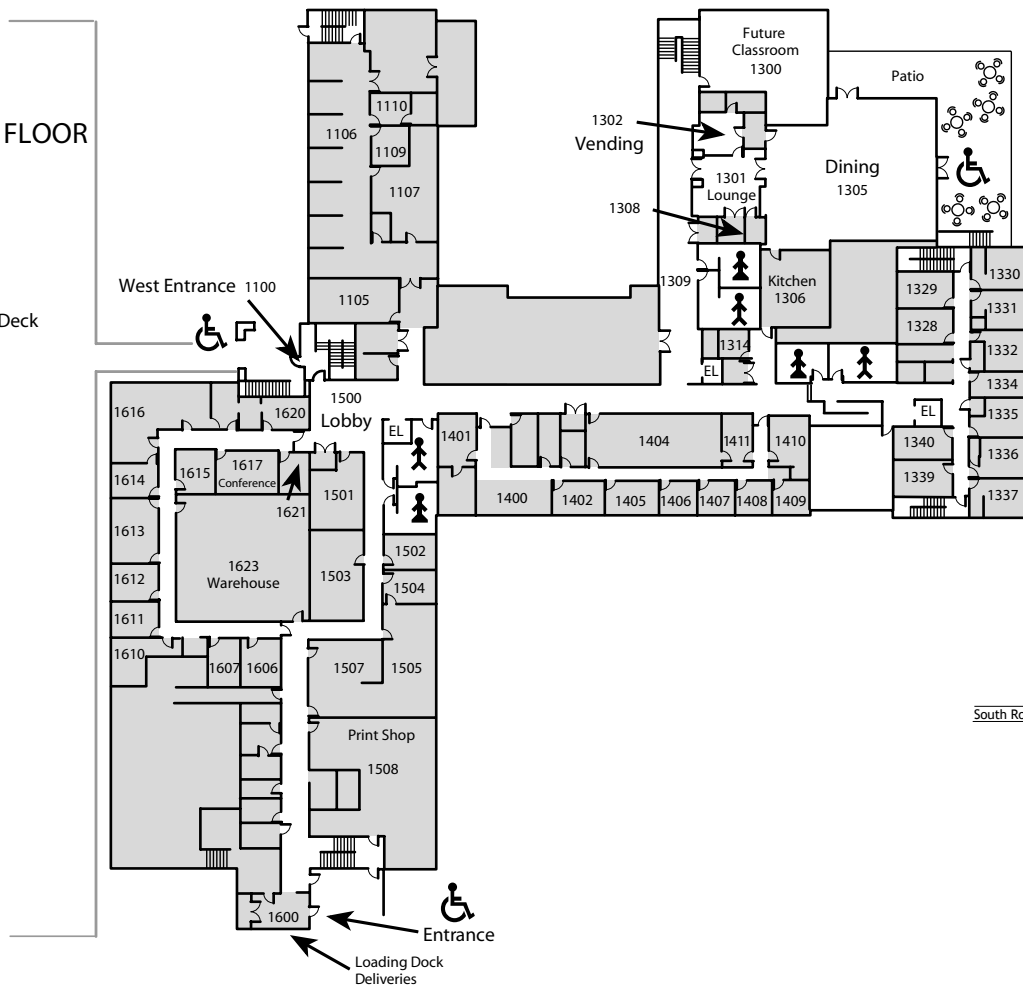 Future
Classroom
1300
Patio
FLOOR
1110
1106
1109
1107
1302
Vending
1301
Lounge
Dining
1305
1308
West Entrance 1100
1105
Deck
1309
Kitchen
1306
1314
EL
1329
1328
1330
1331
1332
1334
1335
1336
1337
EL
1340
1339
1616
1620
1500
Lobby
EL
1401
1404
1411
1410
1615
1617
Conference
1614
1621
1501
1400
1402
1405
1406
1407
1408
1409
1613
1623
Warehouse
1502
1503
1504
1612
1611
1610
1607
1606
1507
1505
Print Shop
1508
South Ro
1600
Entrance
Loading Dock
Deliveries